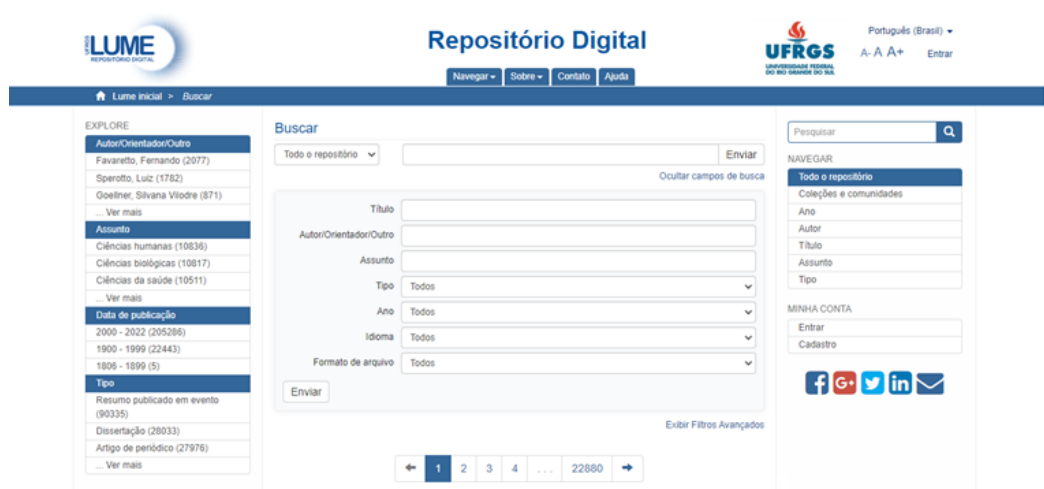 UFRGS
LUME
REPOSITÓRIO DIGITAL
Repositório Digital
Navegar
Sobre
Contato
Ajuda
UFRGS
UNIVERSIDADE FEDERAL
DO RIO GRANDE DO SUL
Português (Brasil)
A- A A+
Entrar
Lume inicial > Buscar
EXPLORE
Autor/Orientador/Outro
Favaretto, Fernando (2077)
Sperotto, Luiz (1782)
Goellner, Silvana Vilodre (871)
... Ver mais
Assunto
Ciências humanas (10836)
Ciências biológicas (10817)
Ciências da saúde (10511)
... Ver mais
Data de publicação
2000 - 2022 (205286)
1900 - 1999 (22443)
1806 - 1899 (5)
Tipo
Resumo publicado em evento
(90335)
Dissertação (28033)
Artigo de periódico (27976)
... Ver mais
Buscar
Todo o repositório
Enviar
Ocultar campos de busca
Título
Autor/Orientador/Outro
Assunto
Tipo Todos
Ano Todos
Idioma Todos
Formato de arquivo Todos
Enviar
Exibir Filtros Avançados
1 2 3 4 ... 22880
Pesquisar
NAVEGAR
Todo o repositório
Coleções e comunidades
Ano
Autor
Título
Assunto
Tipo
MINHA CONTA
Entrar
Cadastro
f G+ in